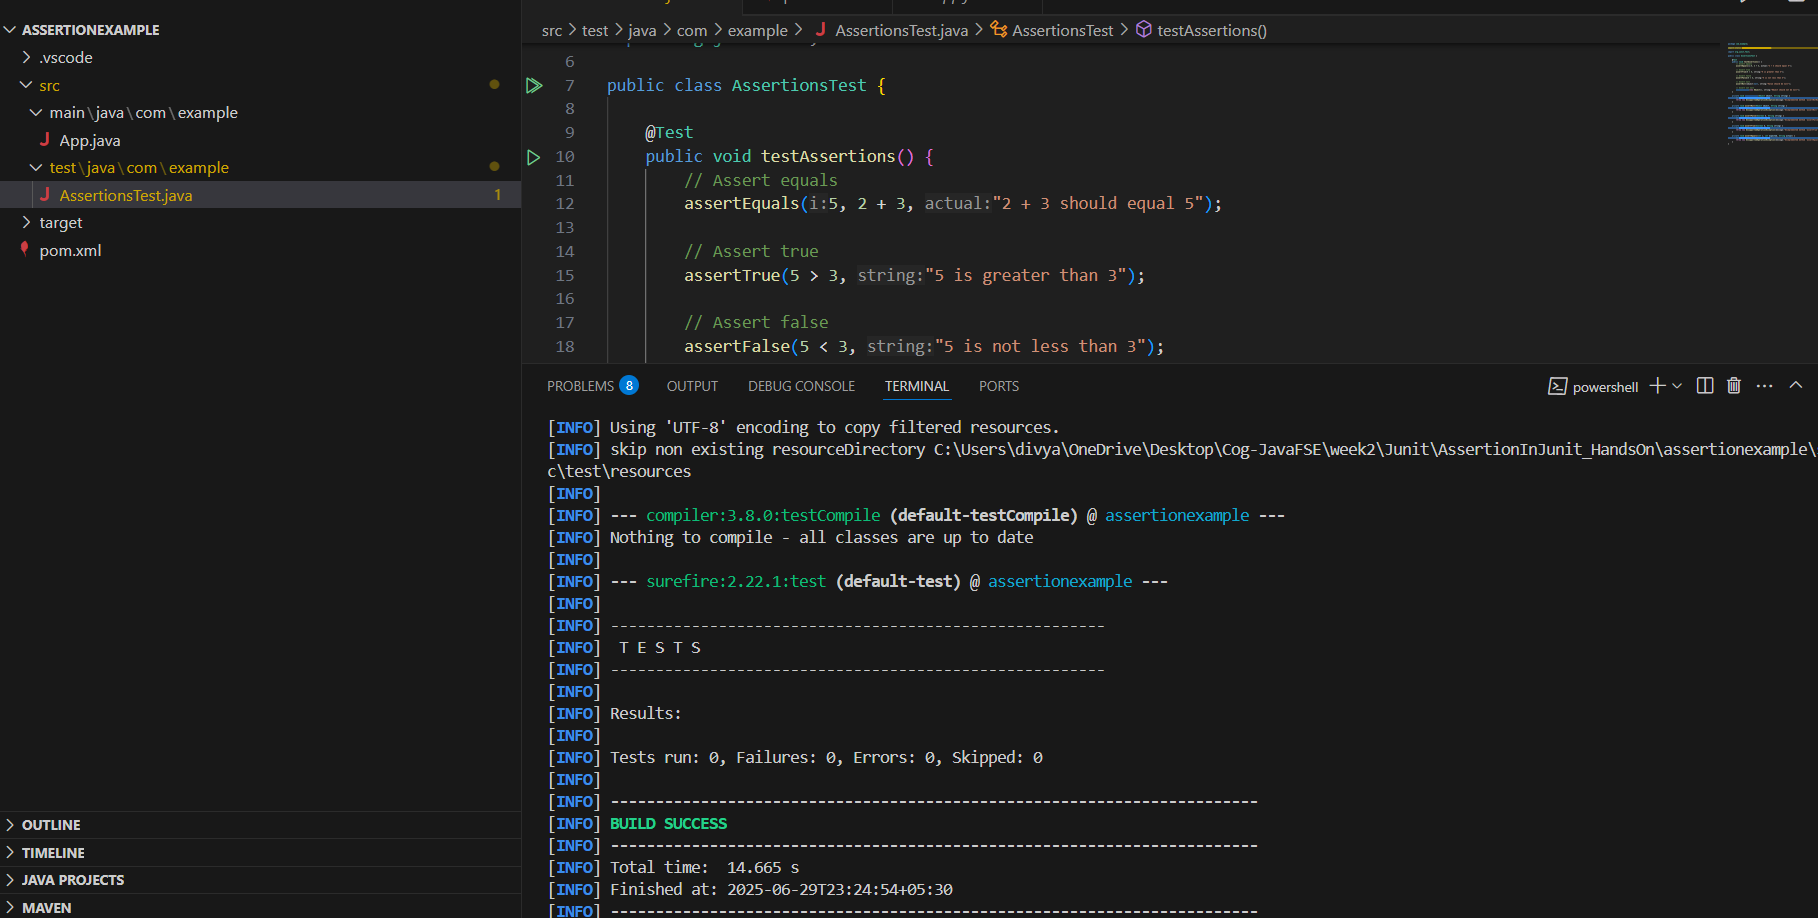 ASSERTIONEXAMPLE
.vscode
src
main\java\com\example
App.java
test\java\com\example
AssertionsTest.java 1
target
pom.xml
OUTLINE
TIMELINE
JAVA PROJECTS
MAVEN
src > test > java > com > example > AssertionsTest.java > AssertionsTest > testAssertions()
6
7 public class AssertionsTest {
8
9 @Test
10 public void testAssertions() {
11 // Assert equals
12 assertEquals(i:5, 2 + 3, actual:"2 + 3 should equal 5");
13
14 // Assert true
15 assertTrue(5 > 3, string:"5 is greater than 3");
16
17 // Assert false
18 assertFalse(5 < 3, string:"5 is not less than 3");
PROBLEMS 8 OUTPUT DEBUG CONSOLE TERMINAL PORTS powershell
[INFO] Using 'UTF-8' encoding to copy filtered resources.
[INFO] skip non existing resourceDirectory C:\Users\divya\OneDrive\Desktop\Cog-JavaFSE\week2\Junit\AssertionInJunit_HandsOn\assertionexample\
c\test\resources
[INFO]
[INFO] --- compiler:3.8.0:testCompile (default-testCompile) @ assertionexample ---
[INFO] Nothing to compile - all classes are up to date
[INFO]
[INFO] --- surefire:2.22.1:test (default-test) @ assertionexample ---
[INFO]
[INFO] -------------------------------------------------------
[INFO]  T E S T S
[INFO] -------------------------------------------------------
[INFO]
[INFO] Results:
[INFO]
[INFO] Tests run: 0, Failures: 0, Errors: 0, Skipped: 0
[INFO]
[INFO] ------------------------------------------------------------------------
[INFO] BUILD SUCCESS
[INFO] ------------------------------------------------------------------------
[INFO] Total time:  14.665 s
[INFO] Finished at: 2025-06-29T23:24:54+05:30
[INFO] ------------------------------------------------------------------------